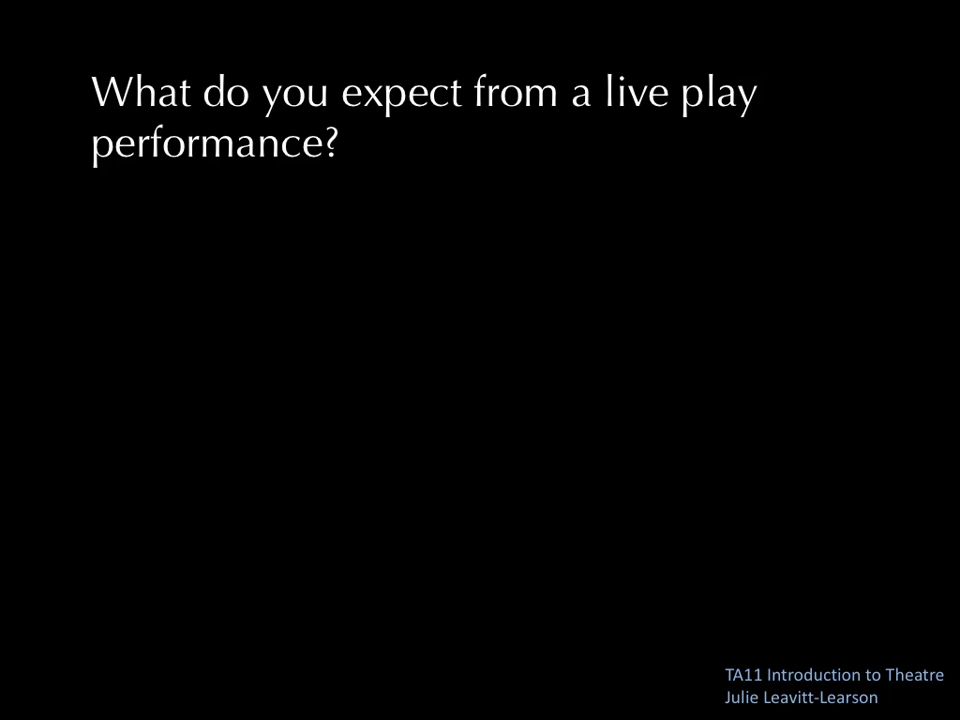 What do you expect from a live play
performance?
TA11 Introduction to Theatre
Julie Leavitt-Learson